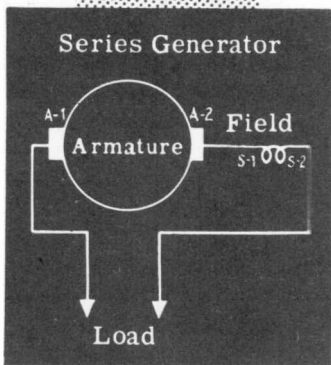 Series Generator
A-1 A-2 Field
Armature
S-1 S-2
Load